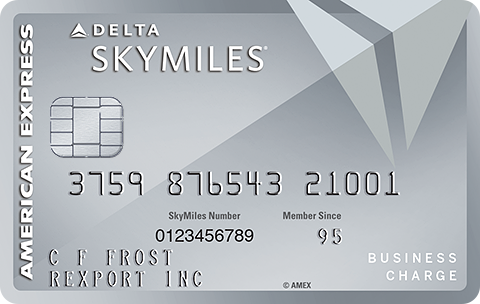 AMERICAN EXPRESS
DELTA
SKYMILES®
3759 876543 21001
SkyMiles Number Member Since
0123456789 95
C F FROST
REXPORT INC
BUSINESS
CHARGE
© AMEX